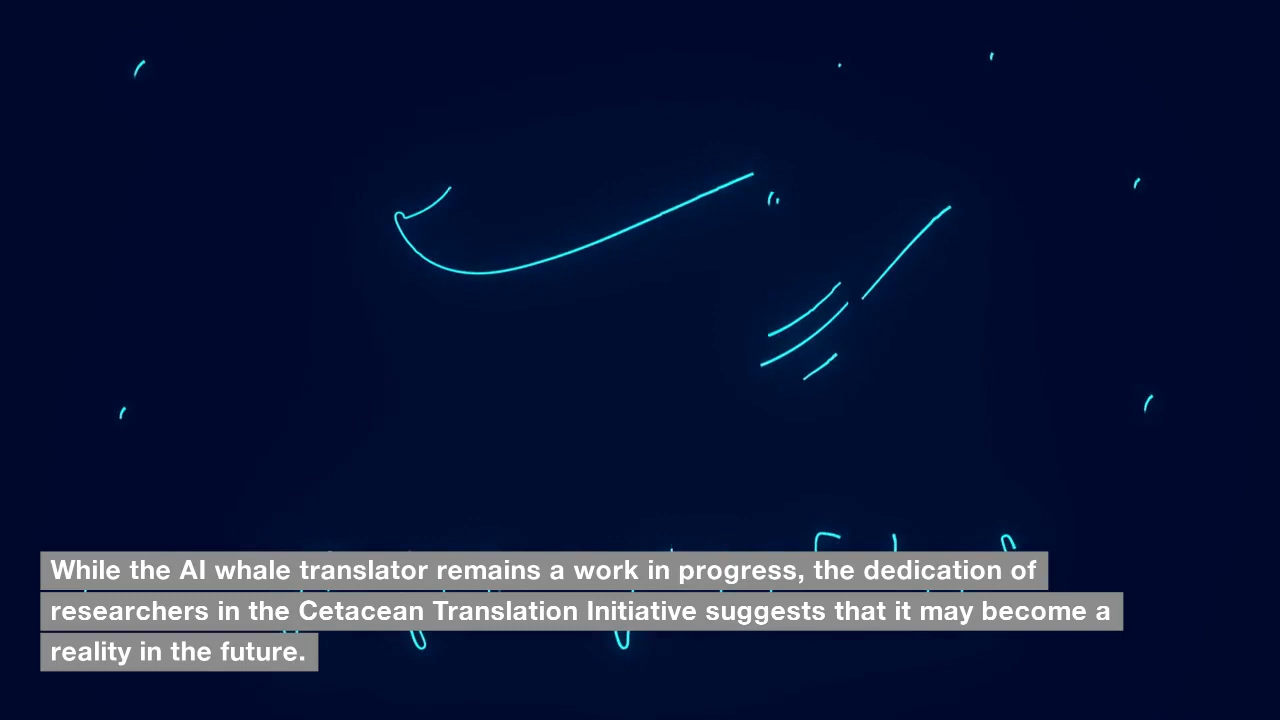 While the AI whale translator remains a work in progress, the dedication of
researchers in the Cetacean Translation Initiative suggests that it may become a
reality in the future.